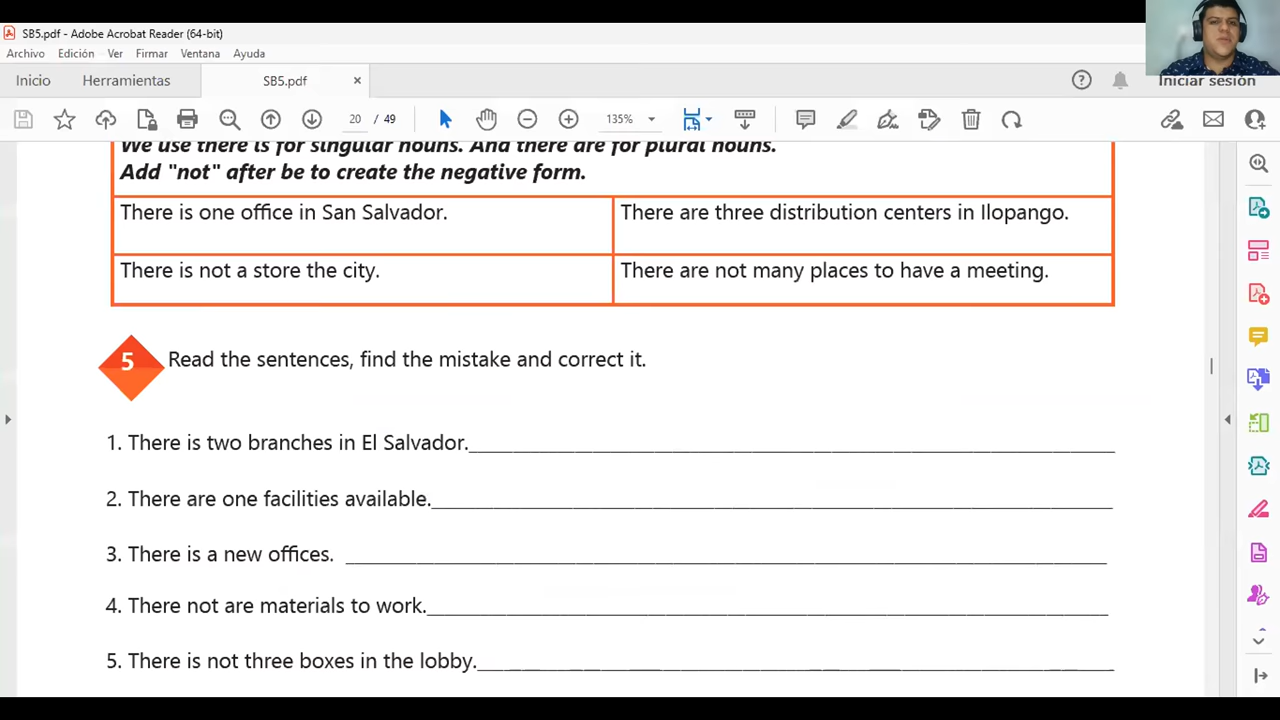 SB5.pdf - Adobe Acrobat Reader (64-bit)
Archivo Edición Ver Firmar Ventana Ayuda
Inicio Herramientas SB5.pdf × Iniciar sesión
20 / 49 135%
We use there is for singular nouns. And there are for plural nouns.
Add "not" after be to create the negative form.
There is one office in San Salvador. There are three distribution centers in Ilopango.
There is not a store the city. There are not many places to have a meeting.
5 Read the sentences, find the mistake and correct it.
1. There is two branches in El Salvador.
2. There are one facilities available.
3. There is a new offices.
4. There not are materials to work.
5. There is not three boxes in the lobby.